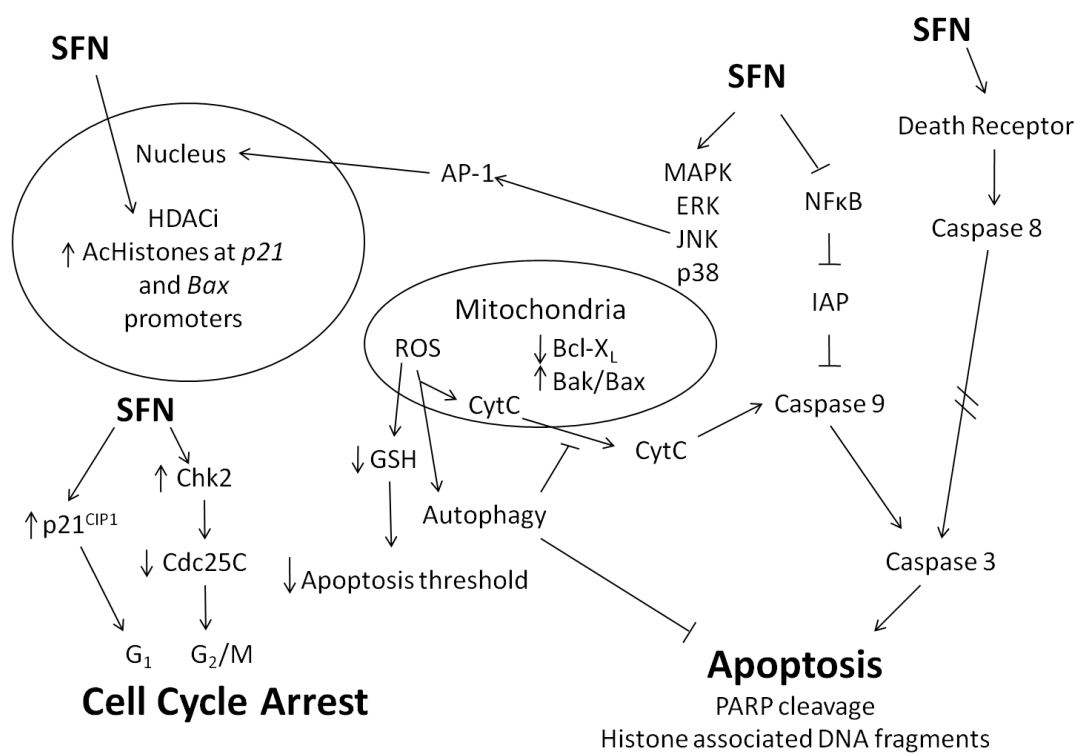 SFN
SFN
SFN
Death Receptor
Nucleus
AP-1
MAPK
ERK
JNK
p38
NFκB
Caspase 8
HDACi
↑ AcHistones at p21
and Bax
promoters
IAP
Mitochondria
ROS
↓ Bcl-XL
↑ Bak/Bax
CytC
Caspase 9
SFN
CytC
↓ GSH
↑ Chk2
↑ p21CIP1
Autophagy
↓ Cdc25C
↓ Apoptosis threshold
Caspase 3
G1
G2/M
Cell Cycle Arrest
Apoptosis
PARP cleavage
Histone associated DNA fragments